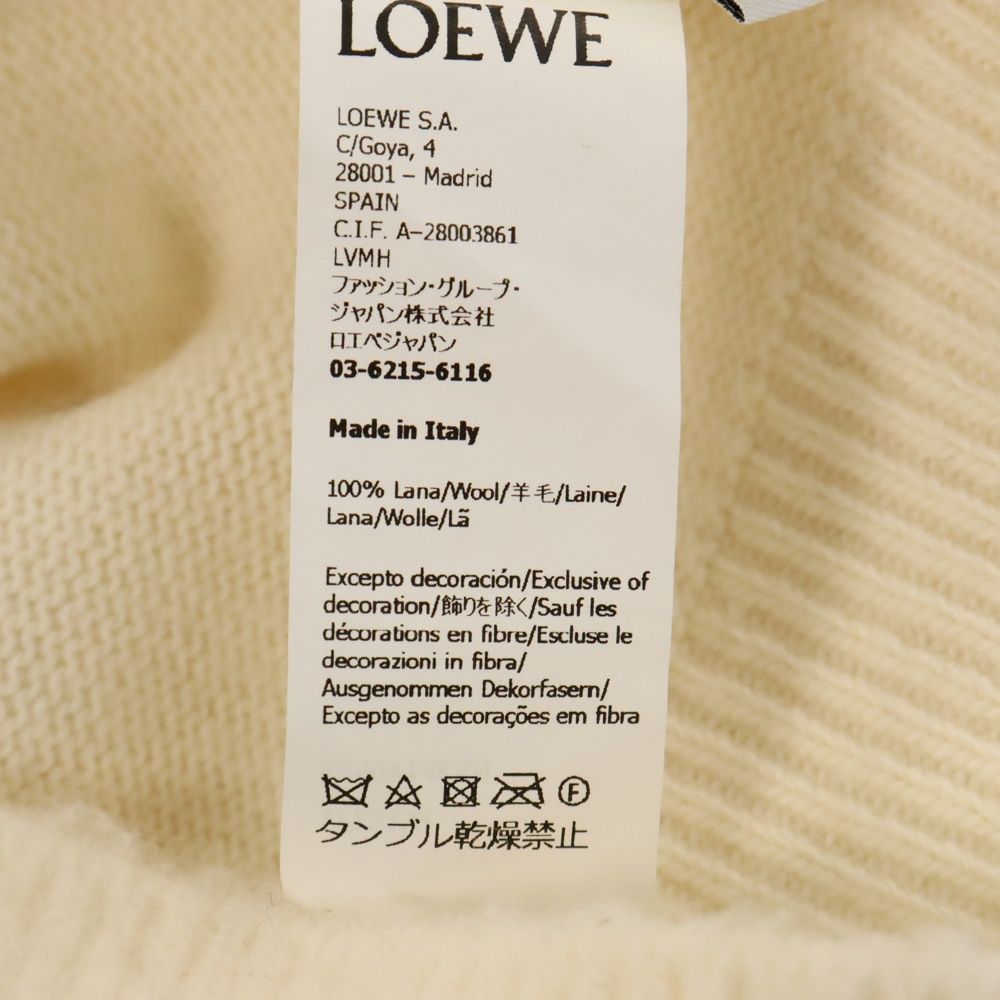 LOEWE
LOEWE S.A.
C/Goya, 4
28001 – Madrid
SPAIN
C.I.F. A–28003861
LVMH
ファッション・グループ・
ジャパン株式会社
ロエベジャパン
03-6215-6116
Made in Italy
100% Lana/Wool/羊毛/Laine/
Lana/Wolle/Lã
Excepto decoración/Exclusive of
decoration/飾りを除く/Sauf les
décorations en fibre/Escluse le
decorazioni in fibra/
Ausgenommen Dekorfasern/
Excepto as decorações em fibra
F
タンブル乾燥禁止